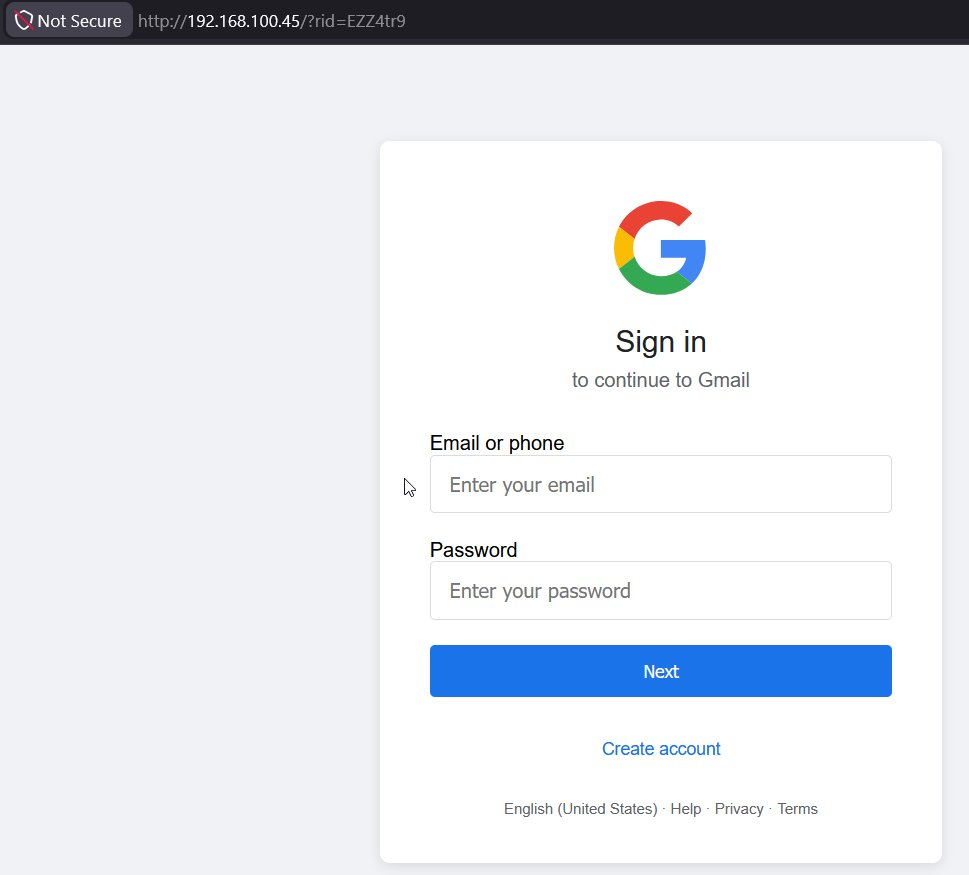 Not Secure http://192.168.100.45/?rid=EZZ4tr9
Sign in
to continue to Gmail
Email or phone
Enter your email
Password
Enter your password
Next
Create account
English (United States) · Help · Privacy · Terms